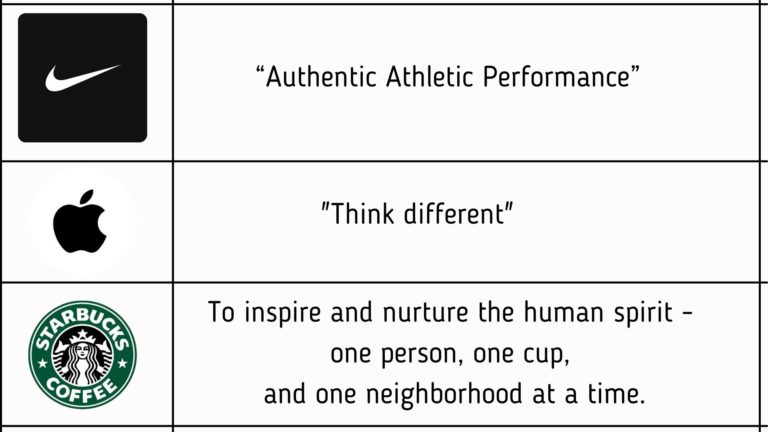 “Authentic Athletic Performance”
"Think different"
STARBUCKS
COFFEE
To inspire and nurture the human spirit -
one person, one cup,
and one neighborhood at a time.